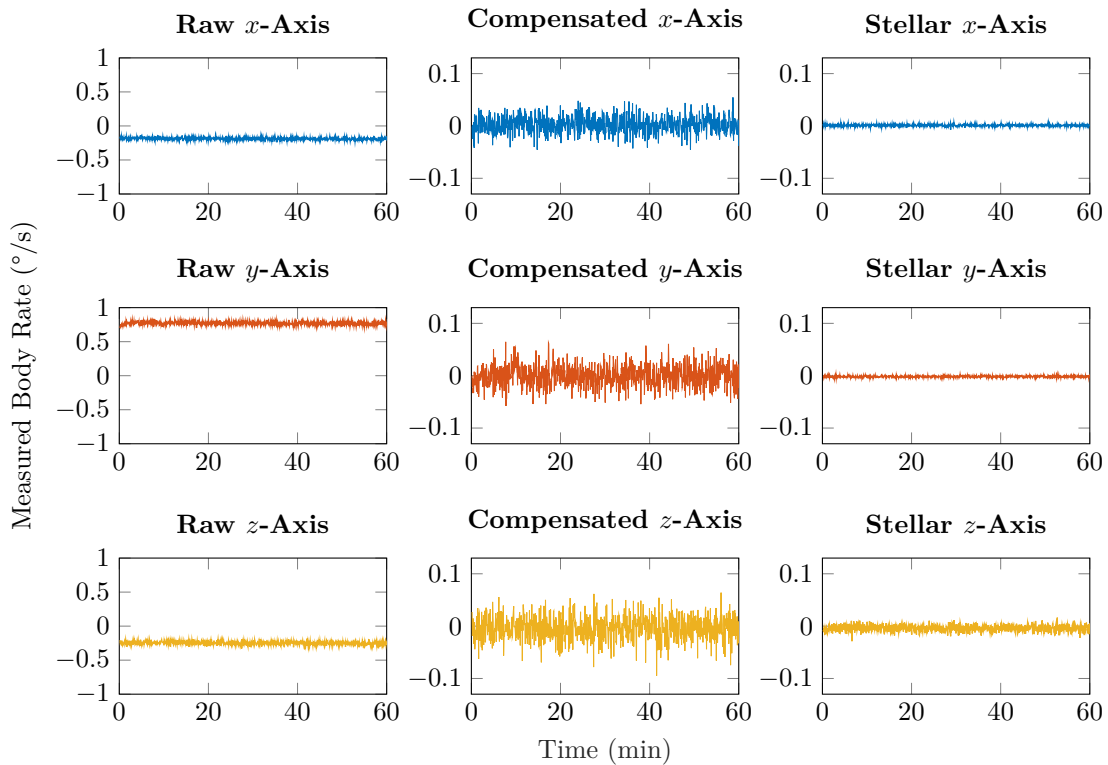 Raw x-Axis
Compensated x-Axis
Stellar x-Axis
1
0.5
0
−0.5
−1
0 20 40 60
0.1
0
−0.1
0 20 40 60
0.1
0
−0.1
0 20 40 60
Measured Body Rate (°/s)
Raw y-Axis
Compensated y-Axis
Stellar y-Axis
1
0.5
0
−0.5
−1
0 20 40 60
0.1
0
−0.1
0 20 40 60
0.1
0
−0.1
0 20 40 60
Raw z-Axis
Compensated z-Axis
Stellar z-Axis
1
0.5
0
−0.5
−1
0 20 40 60
0.1
0
−0.1
0 20 40 60
0.1
0
−0.1
0 20 40 60
Time (min)